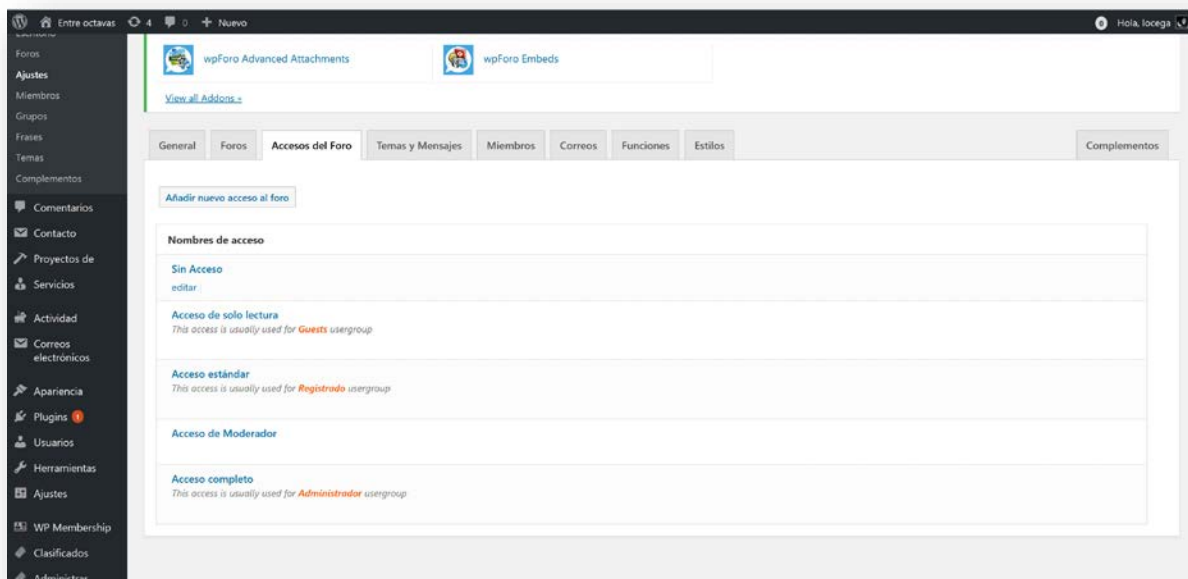 Entre octavas 4 0 + Nuevo
0 Hola, locega
Escritorio
Foros
Ajustes
Miembros
Grupos
Frases
Temas
Complementos
Comentarios
Contacto
Proyectos de
Servicios
Actividad
Correos
electrónicos
Apariencia
Plugins 1
Usuarios
Herramientas
Ajustes
WP Membership
Clasificados
Administrar
wpForo Advanced Attachments
wpForo Embeds
View all Addons »
General Foros Accesos del Foro Temas y Mensajes Miembros Correos Funciones Estilos Complementos
Añadir nuevo acceso al foro
Nombres de acceso
Sin Acceso
editar |
Acceso de solo lectura
This access is usually used for Guests usergroup
Acceso estándar
This access is usually used for Registrado usergroup
Acceso de Moderador
Acceso completo
This access is usually used for Administrador usergroup